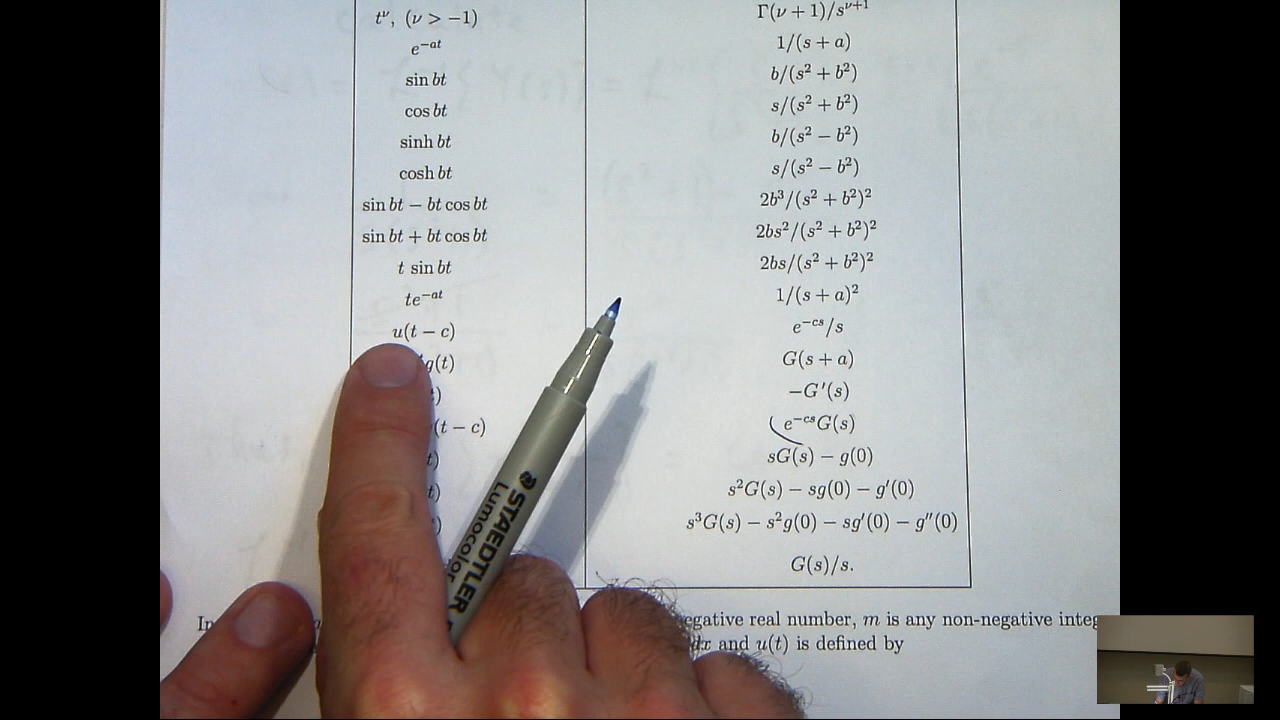 t^ν, (ν > −1) Γ(ν + 1)/s^{ν+1}
e^{−at} 1/(s + a)
sin bt b/(s² + b²)
cos bt s/(s² + b²)
sinh bt b/(s² − b²)
cosh bt s/(s² − b²)
sin bt − bt cos bt 2b³/(s² + b²)²
sin bt + bt cos bt 2bs²/(s² + b²)²
t sin bt 2bs/(s² + b²)²
te^{−at} 1/(s + a)²
u(t − c) e^{−cs}/s
g(t) G(s + a)
−G′(s)
(t − c) e^{−cs}G(s)
sG(s) − g(0)
s²G(s) − sg(0) − g′(0)
s³G(s) − s²g(0) − sg′(0) − g″(0)
G(s)/s.
In egative real number, m is any non-negative integ
dx and u(t) is defined by
STAEDTLER
Lumocolor